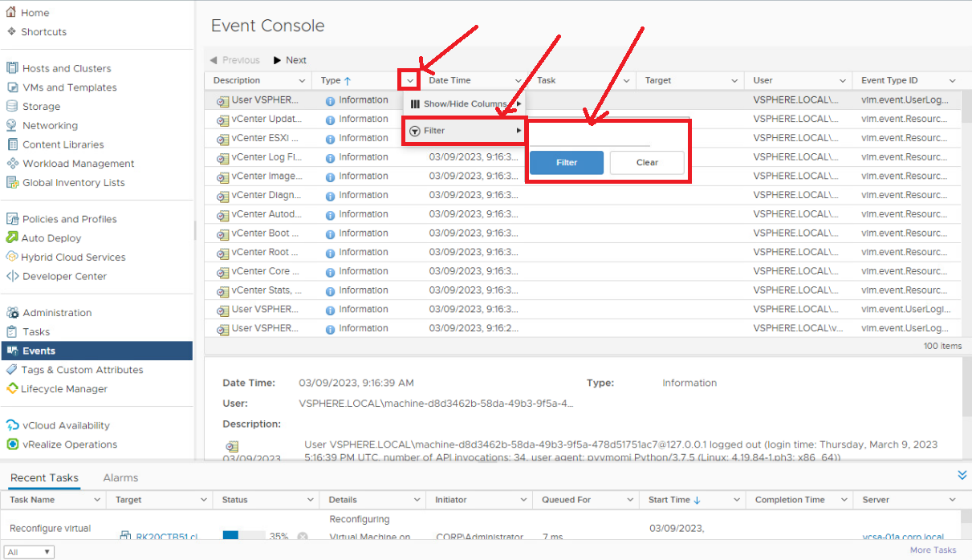 Home
Shortcuts
Hosts and Clusters
VMs and Templates
Storage
Networking
Content Libraries
Workload Management
Global Inventory Lists
Policies and Profiles
Auto Deploy
Hybrid Cloud Services
Developer Center
Administration
Tasks
Events
Tags & Custom Attributes
Lifecycle Manager
vCloud Availability
vRealize Operations
Event Console
Previous Next
Description Type Date Time Task Target User Event Type ID
User VSPHER... Information VSPHERE.LOCAL\... vim.event.UserLog...
vCenter Updat... Information VSPHERE.LOCAL\... vim.event.Resourc...
vCenter ESXi ... Information VSPHERE.LOCAL\... vim.event.Resourc...
vCenter Log Fi... Information 03/09/2023, 9:16:3... VSPHERE.LOCAL\... vim.event.Resourc...
vCenter Image... Information 03/09/2023, 9:16:3... VSPHERE.LOCAL\... vim.event.Resourc...
vCenter Diagn... Information 03/09/2023, 9:16:3... VSPHERE.LOCAL\... vim.event.Resourc...
vCenter Autod... Information 03/09/2023, 9:16:3... VSPHERE.LOCAL\... vim.event.Resourc...
vCenter Boot ... Information 03/09/2023, 9:16:3... VSPHERE.LOCAL\... vim.event.Resourc...
vCenter Root ... Information 03/09/2023, 9:16:3... VSPHERE.LOCAL\... vim.event.Resourc...
vCenter Core ... Information 03/09/2023, 9:16:3... VSPHERE.LOCAL\... vim.event.Resourc...
vCenter Stats, ... Information 03/09/2023, 9:16:3... VSPHERE.LOCAL\... vim.event.Resourc...
User VSPHER... Information 03/09/2023, 9:16:3... VSPHERE.LOCAL\... vim.event.UserLogi...
User VSPHER... Information 03/09/2023, 9:16:2... VSPHERE.LOCAL\v... vim.event.UserLog...
Show/Hide Columns
Filter
Filter Clear
100 items
Date Time: 03/09/2023, 9:16:39 AM Type: Information
User: VSPHERE.LOCAL\machine-d8d3462b-58da-49b3-9f5a-4...
Description:
User VSPHERE.LOCAL\machine-d8d3462b-58da-49b3-9f5a-478d51751ac7@127.0.0.1 logged out (login time: Thursday, March 9, 2023
03/09/2023, 5:16:39 PM UTC, number of API invocations: 34, user agent: pyvmomi Python/3.7.5 (Linux; 4.19.84-1.ph3; x86_64))
Recent Tasks Alarms
Task Name Target Status Details Initiator Queued For Start Time Completion Time Server
Reconfigure virtual RK20CTB51.cl 35% Reconfiguring
Virtual Machine on CORP\Administrator 7 ms 03/09/2023, vcsa-01a.corp.local
All More Tasks